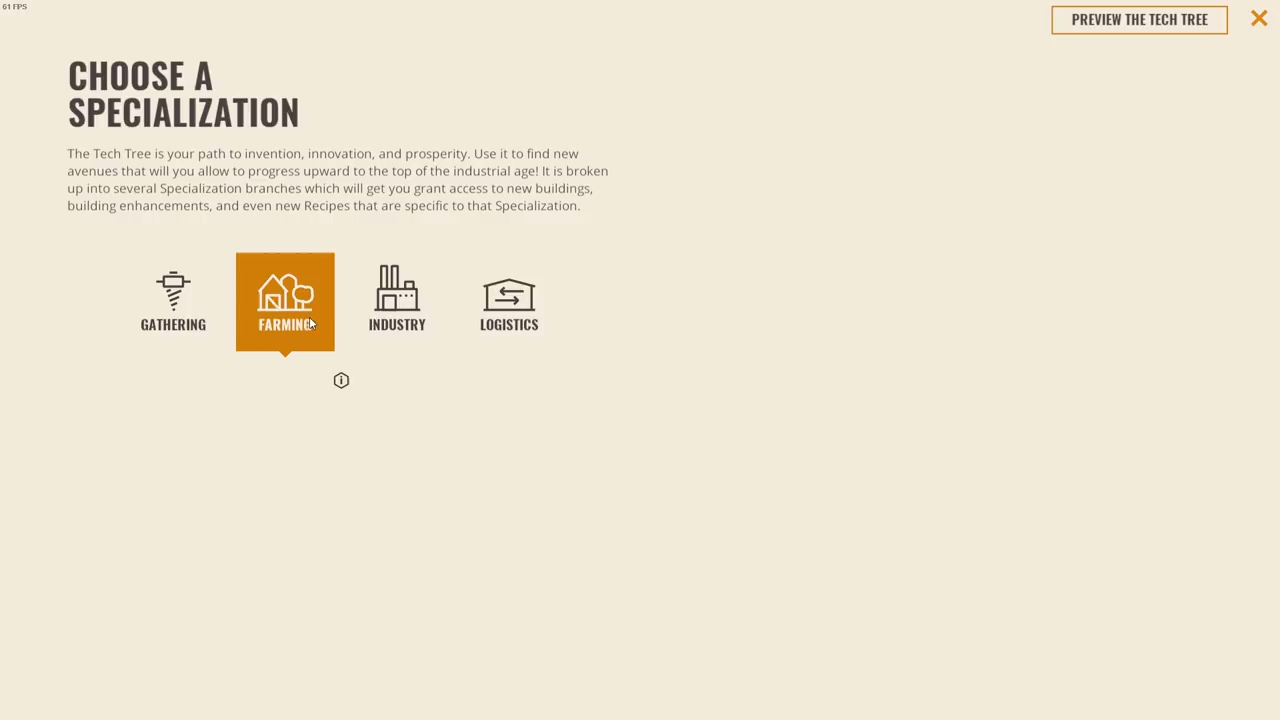 61 FPS
PREVIEW THE TECH TREE
CHOOSE A
SPECIALIZATION
The Tech Tree is your path to invention, innovation, and prosperity. Use it to find new
avenues that will you allow to progress upward to the top of the industrial age! It is broken
up into several Specialization branches which will get you grant access to new buildings,
building enhancements, and even new Recipes that are specific to that Specialization.
GATHERING
FARMING
INDUSTRY
LOGISTICS